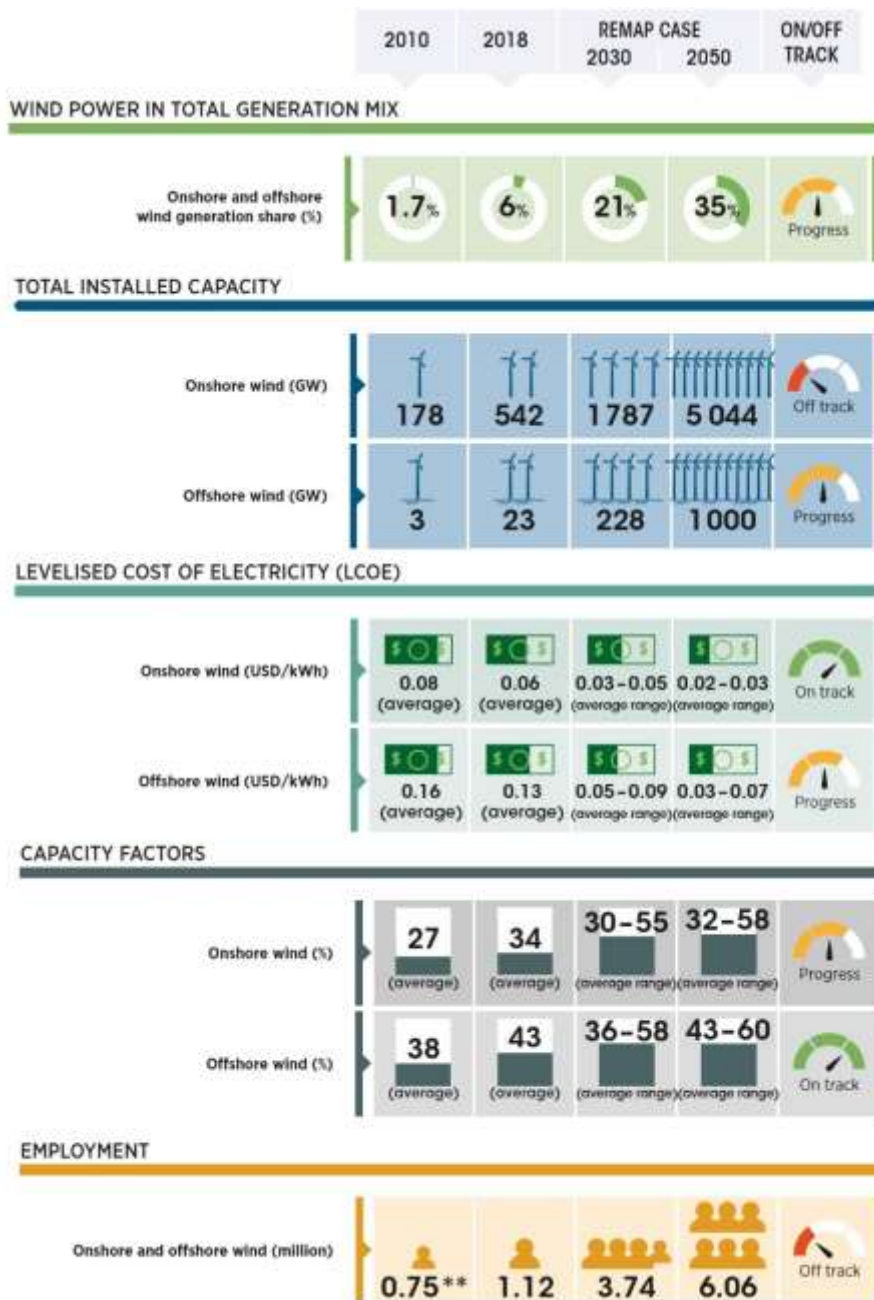 2010 2018 REMAP CASE 2030 2050 ON/OFF TRACK
WIND POWER IN TOTAL GENERATION MIX
Onshore and offshore
wind generation share (%)
1.7% 6% 21% 35% Progress
TOTAL INSTALLED CAPACITY
Onshore wind (GW)
178 542 1787 5 044 Off track
Offshore wind (GW)
3 23 228 1000 Progress
LEVELISED COST OF ELECTRICITY (LCOE)
$ $ $ $ $ $ $ $
Onshore wind (USD/kWh)
0.08 0.06 0.03–0.05 0.02–0.03 On track
(average) (average) (average range) (average range)
$ $ $ $ $ $ $ $
Offshore wind (USD/kWh)
0.16 0.13 0.05–0.09 0.03–0.07 Progress
(average) (average) (average range) (average range)
CAPACITY FACTORS
Onshore wind (%)
27 34 30–55 32–58 Progress
(average) (average) (average range) (average range)
Offshore wind (%)
38 43 36–58 43–60 On track
(average) (average) (average range) (average range)
EMPLOYMENT
Onshore and offshore wind (million)
0.75** 1.12 3.74 6.06 Off track